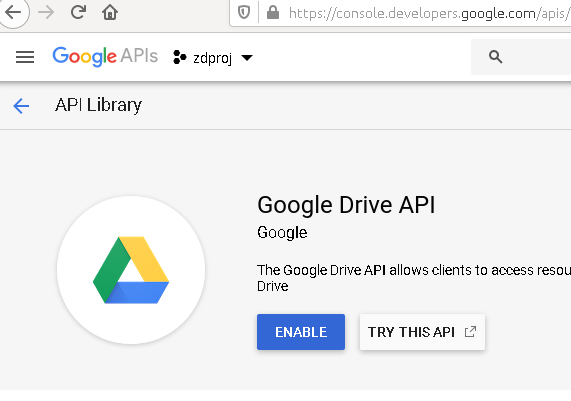 https://console.developers.google.com/apis/
Google APIs zdproj
API Library
Google Drive API
Google
The Google Drive API allows clients to access resou
Drive
ENABLE TRY THIS API